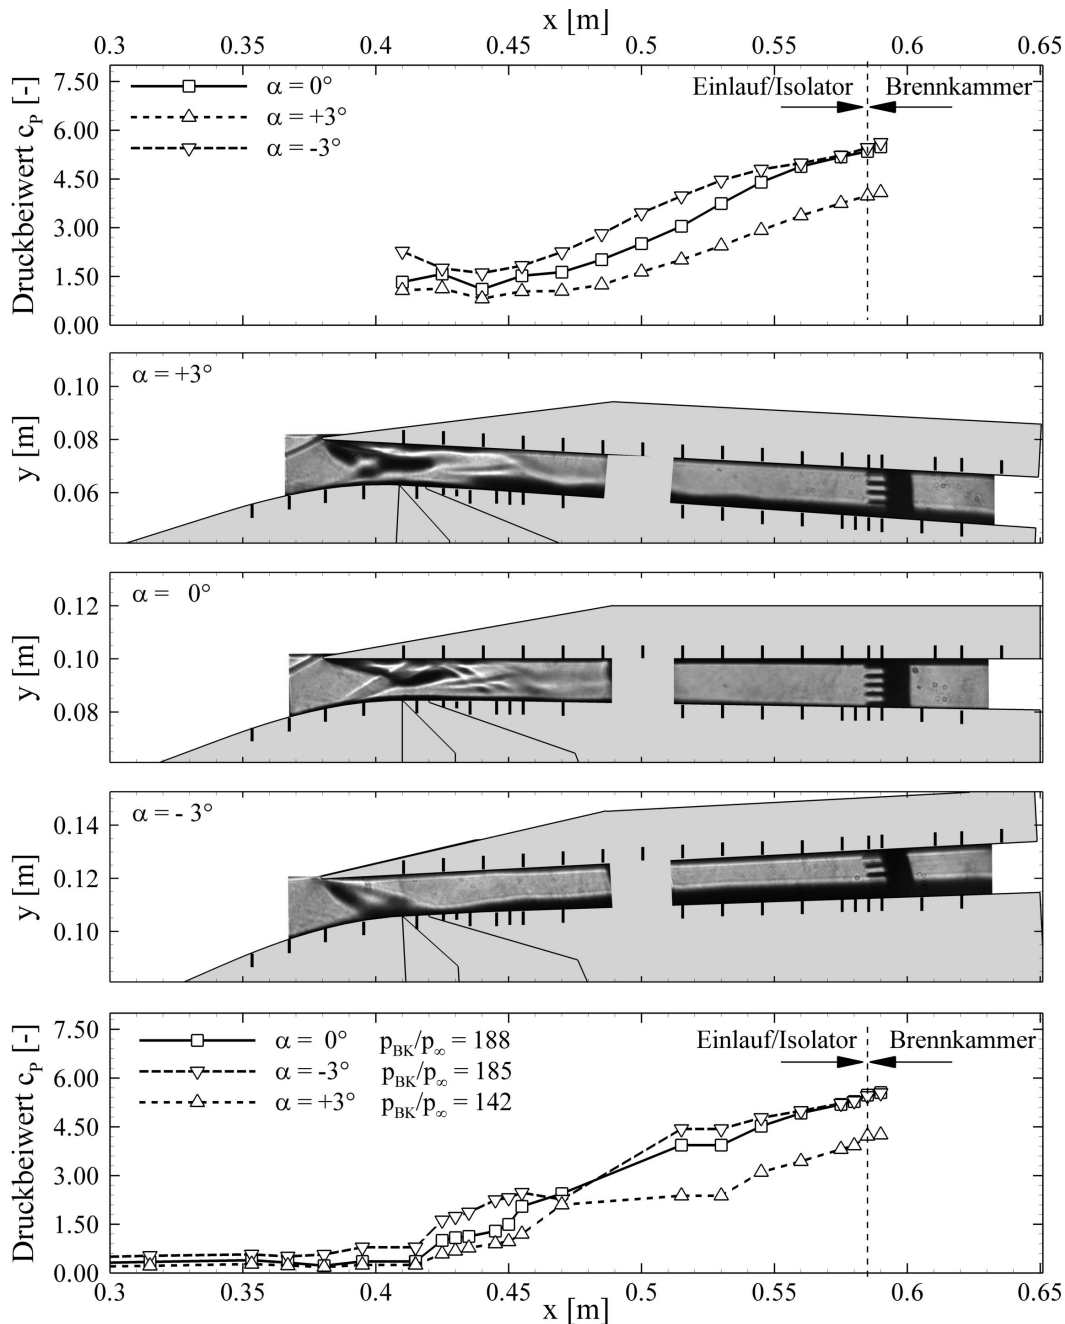 x [m]
0.3 0.35 0.4 0.45 0.5 0.55 0.6 0.65
Druckbeiwert c_p [-]
7.50
6.00
4.50
3.00
1.50
0.00
α = 0°
α = +3°
α = -3°
Einlauf/Isolator Brennkammer
y [m]
0.10
0.08
0.06
α = +3°
y [m]
0.12
0.10
0.08
α = 0°
y [m]
0.14
0.12
0.10
α = - 3°
Druckbeiwert c_p [-]
7.50
6.00
4.50
3.00
1.50
0.00
α = 0° p_BK/p_∞ = 188
α = -3° p_BK/p_∞ = 185
α = +3° p_BK/p_∞ = 142
Einlauf/Isolator Brennkammer
0.3 0.35 0.4 0.45 0.5 0.55 0.6 0.65
x [m]